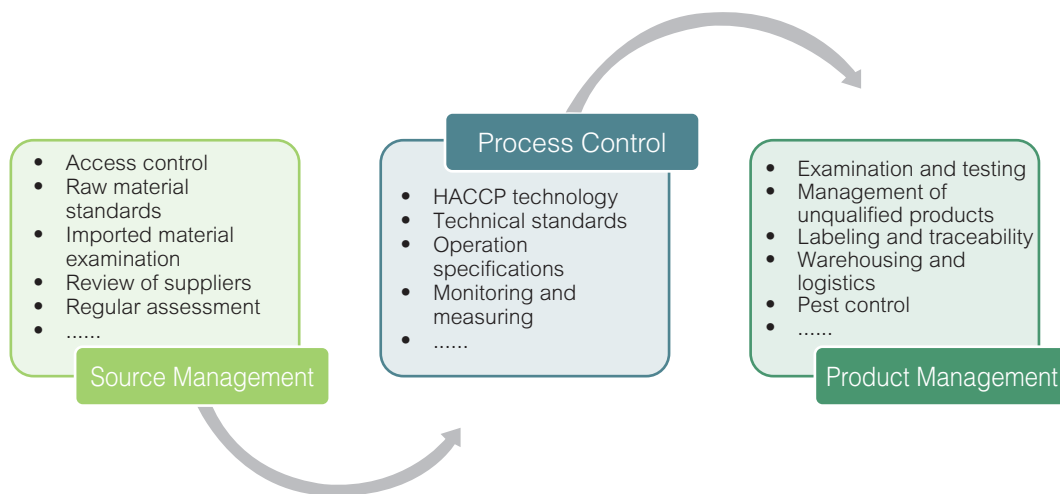 • Access control
• Raw material
standards
• Imported material
examination
• Review of suppliers
• Regular assessment
• ......
Source Management
Process Control
• HACCP technology
• Technical standards
• Operation
specifications
• Monitoring and
measuring
• ......
• Examination and testing
• Management of
unqualified products
• Labeling and traceability
• Warehousing and
logistics
• Pest control
• ......
Product Management